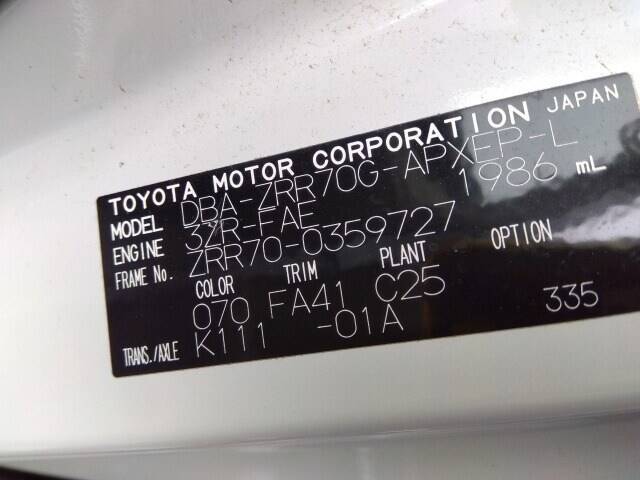 TOYOTA MOTOR CORPORATION JAPAN
MODEL DBA-ZRR70G-APXEP-L
ENGINE 3ZR-FAE 1986 mL
FRAME No. ZRR70-0359727
COLOR TRIM PLANT OPTION
070 FA41 C25 335
TRANS./AXLE K111 -01A